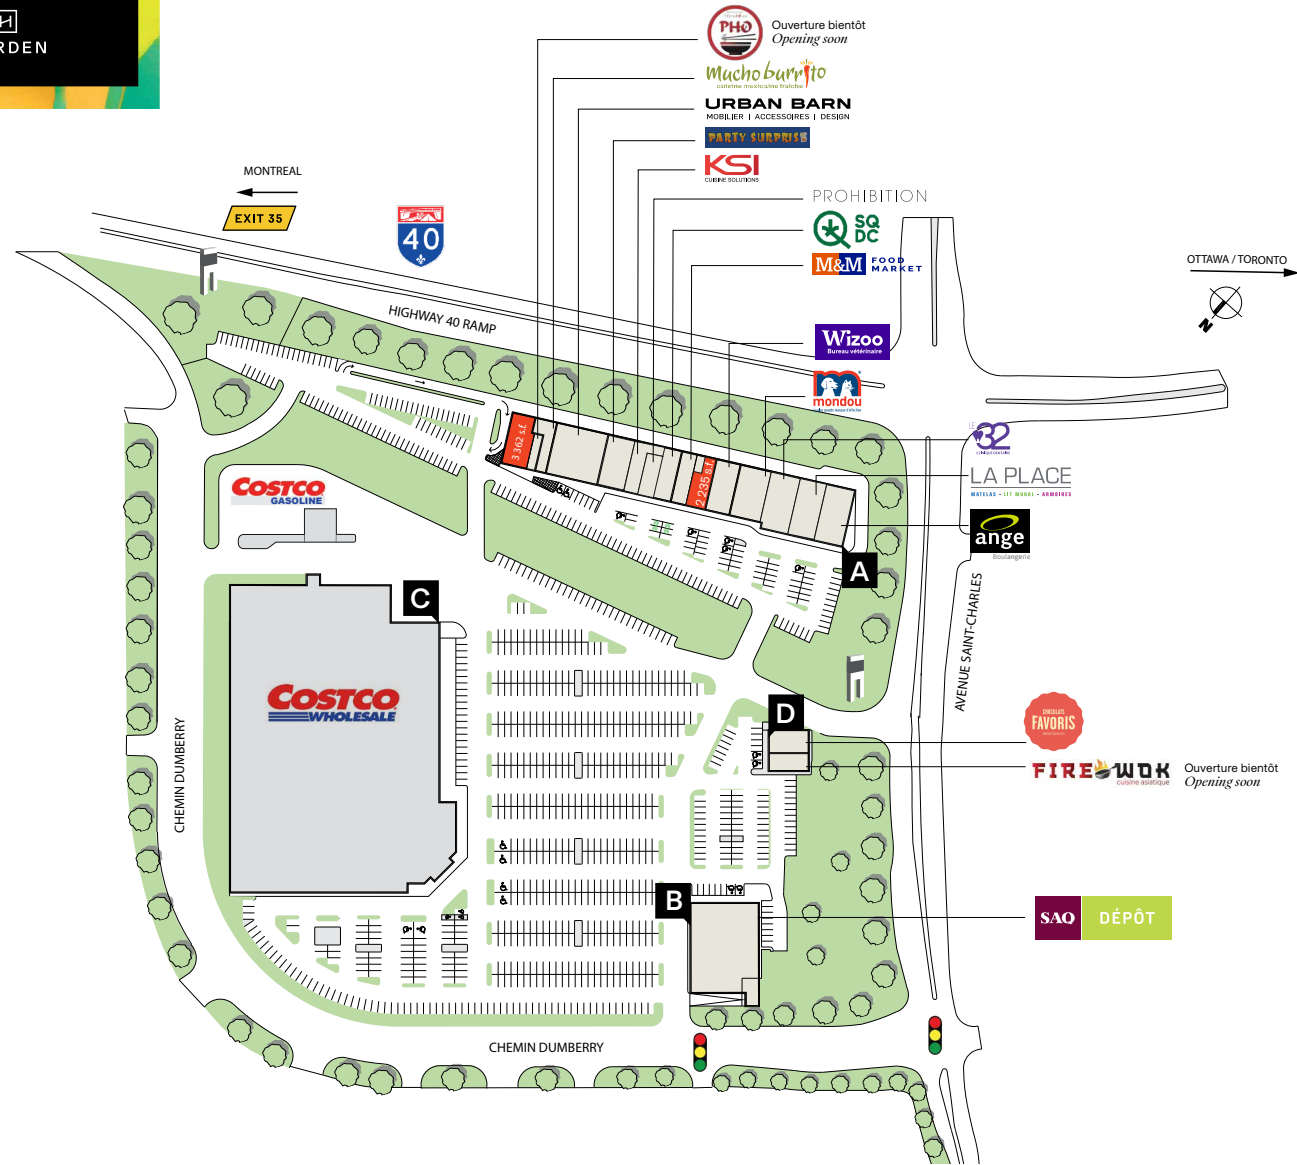 H
RDEN
PHO
Ouverture bientôt
Opening soon
mucho burrito
cuisine mexicaine fraîche
URBAN BARN
MOBILIER | ACCESSOIRES | DESIGN
PARTY SURPRISE
KSI
CUISINE SOLUTIONS
PROHIBITION
SQ
DC
M&M FOOD
MARKET
MONTREAL
EXIT 35
40
OTTAWA / TORONTO
N
HIGHWAY 40 RAMP
Wizoo
Bureau vétérinaire
mondou
LE
32
LA PLACE
MATELAS - LIT MURAL - ARMOIRES
ange
Boulangerie
3 362 s.f.
2 235 s.f.
COSTCO
GASOLINE
A
C
COSTCO
WHOLESALE
AVENUE SAINT-CHARLES
D
CHOCOLATS
FAVORIS
FIRE WOK
cuisine asiatique
Ouverture bientôt
Opening soon
CHEMIN DUMBERRY
B
SAQ DÉPÔT
CHEMIN DUMBERRY